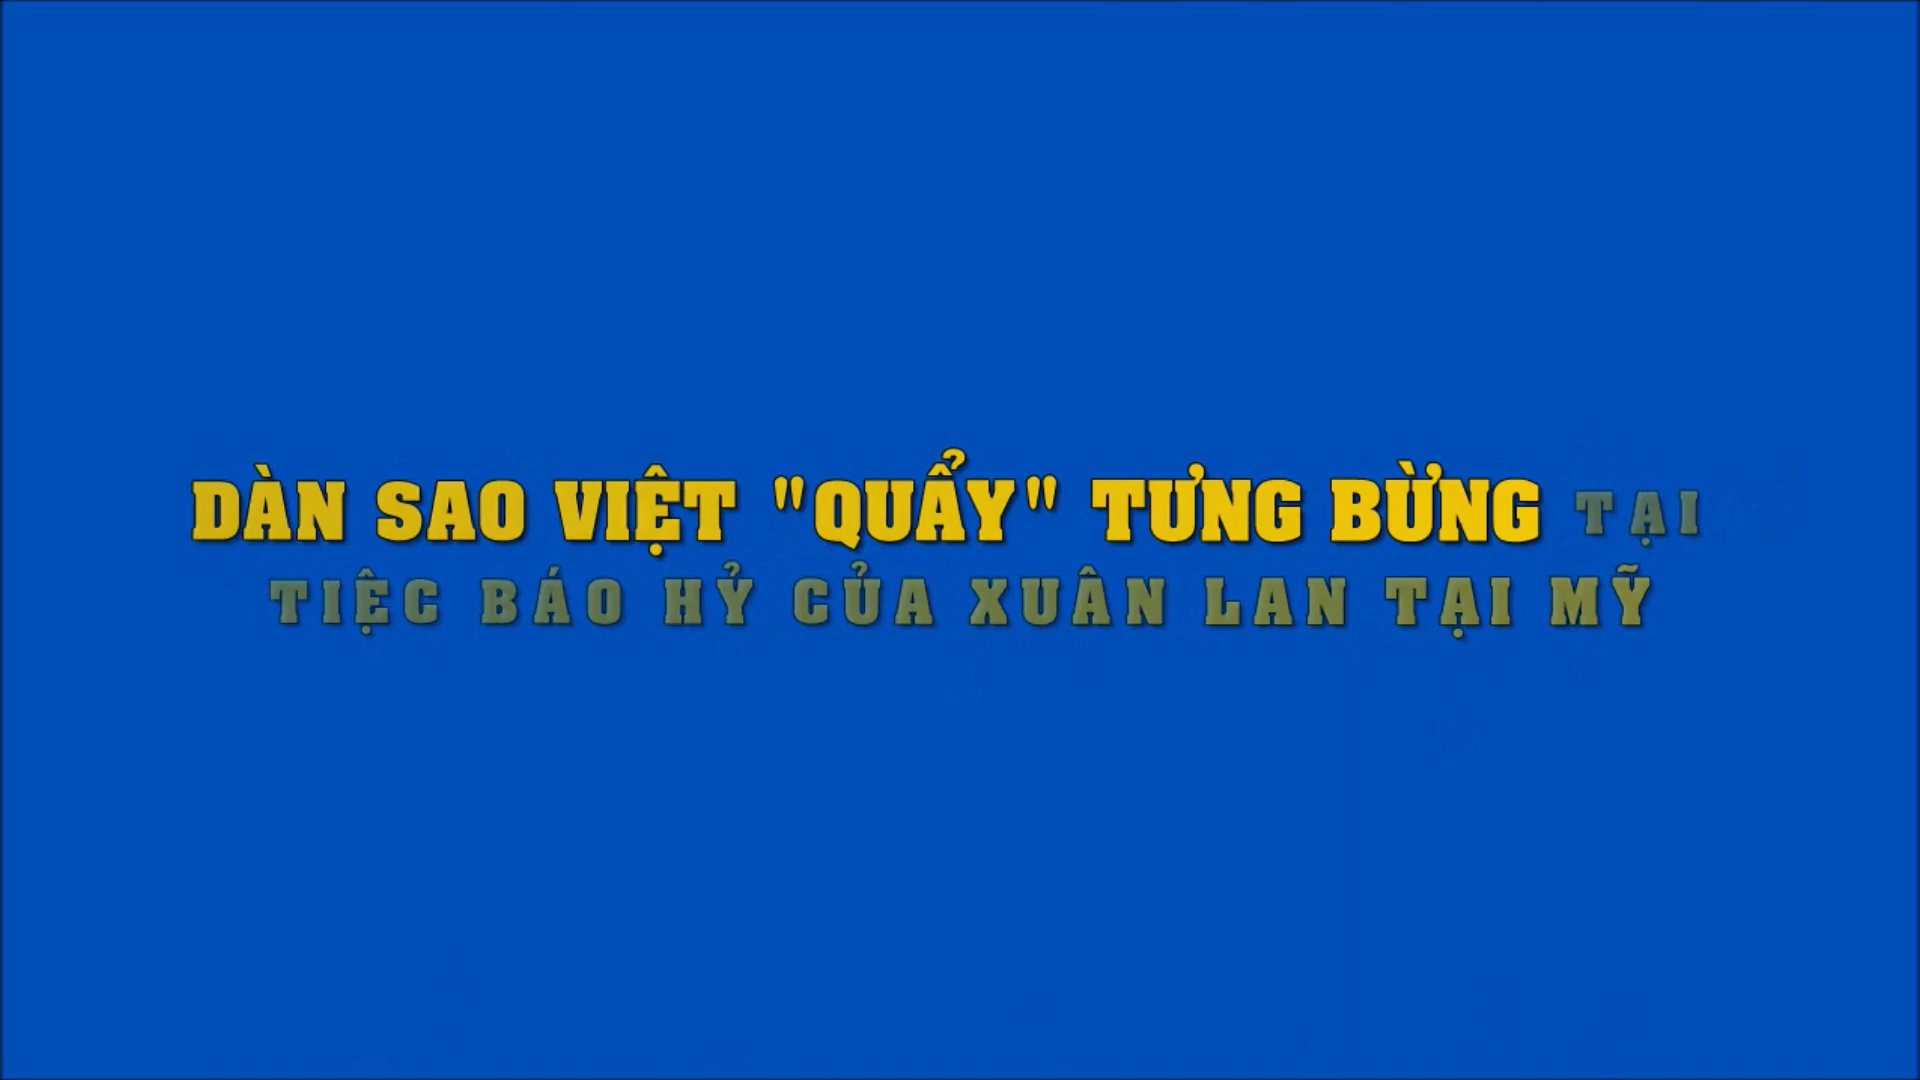 DÀN SAO VIỆT "QUẨY" TƯNG BỪNG TẠI
TIỆC BÁO HỶ CỦA XUÂN LAN TẠI MỸ